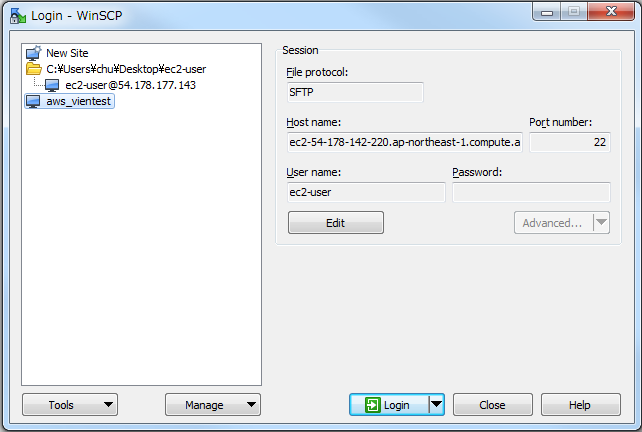 Login - WinSCP
New Site
C:¥Users¥chu¥Desktop¥ec2-user
ec2-user@54.178.177.143
aws_vientest
Session
File protocol:
SFTP
Host name:
Port number:
ec2-54-178-142-220.ap-northeast-1.compute.a
22
User name:
Password:
ec2-user
Edit
Advanced...
Tools
Manage
Login
Close
Help